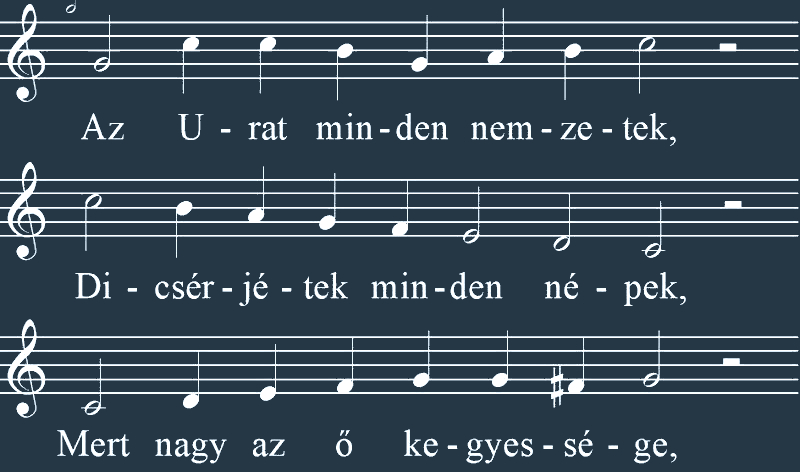 Az U - rat min - den nem - ze - tek,
Di - csér - jé - tek min - den né - pek,
Mert nagy az ő ke - gyes - sé - ge,